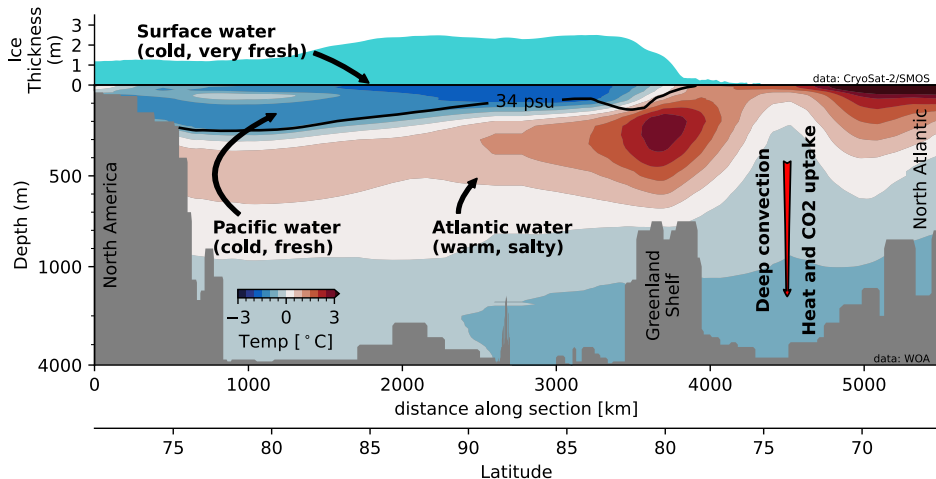 Ice
Thickness
(m)
3
2
1
0
Surface water
(cold, very fresh)
data: CryoSat-2/SMOS
34 psu
Depth (m)
500
1000
4000
North America
Pacific water
(cold, fresh)
Atlantic water
(warm, salty)
Greenland
Shelf
Deep convection
Heat and CO2 uptake
North Atlantic
−3
0
3
Temp [°C]
data: WOA
0
1000
2000
3000
4000
5000
distance along section [km]
75
80
85
90
85
80
75
70
Latitude